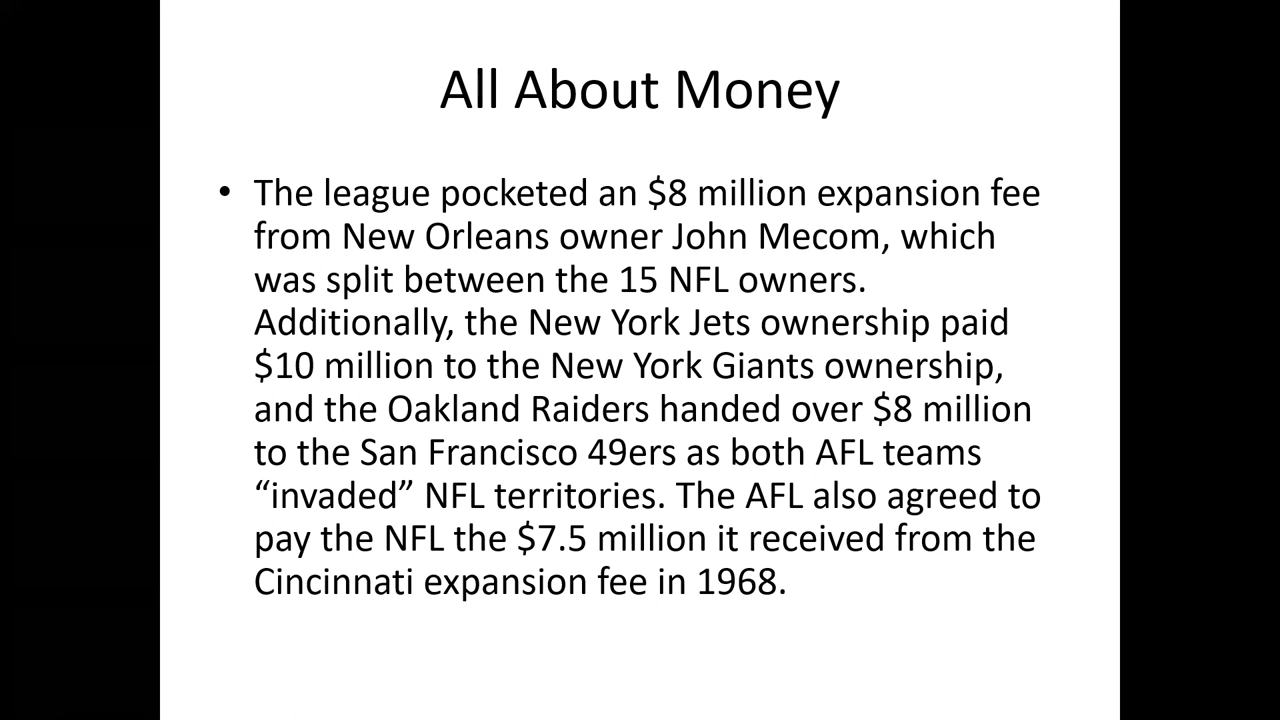 All About Money
• The league pocketed an $8 million expansion fee
from New Orleans owner John Mecom, which
was split between the 15 NFL owners.
Additionally, the New York Jets ownership paid
$10 million to the New York Giants ownership,
and the Oakland Raiders handed over $8 million
to the San Francisco 49ers as both AFL teams
“invaded” NFL territories. The AFL also agreed to
pay the NFL the $7.5 million it received from the
Cincinnati expansion fee in 1968.